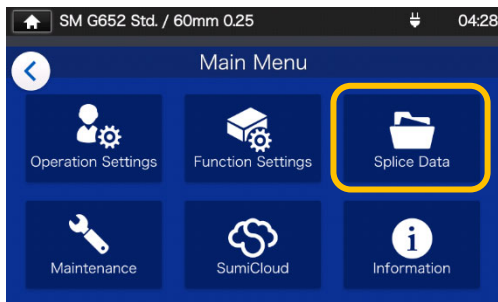 SM G652 Std. / 60mm 0.25 04:28
Main Menu
Operation Settings Function Settings Splice Data
Maintenance SumiCloud Information